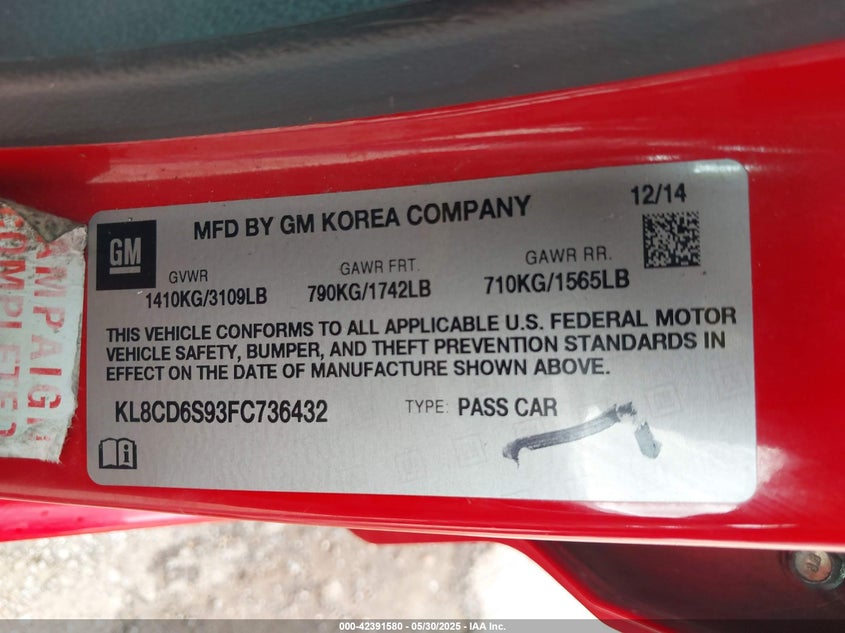 MFD BY GM KOREA COMPANY
12/14
GM
GVWR
1410KG/3109LB
GAWR FRT.
790KG/1742LB
GAWR RR.
710KG/1565LB
THIS VEHICLE CONFORMS TO ALL APPLICABLE U.S. FEDERAL MOTOR
VEHICLE SAFETY, BUMPER, AND THEFT PREVENTION STANDARDS IN
EFFECT ON THE DATE OF MANUFACTURE SHOWN ABOVE.
KL8CD6S93FC736432
TYPE: PASS CAR
AMPAIGN
OMPLETED
000-42391580 - 05/30/2025 - IAA Inc.